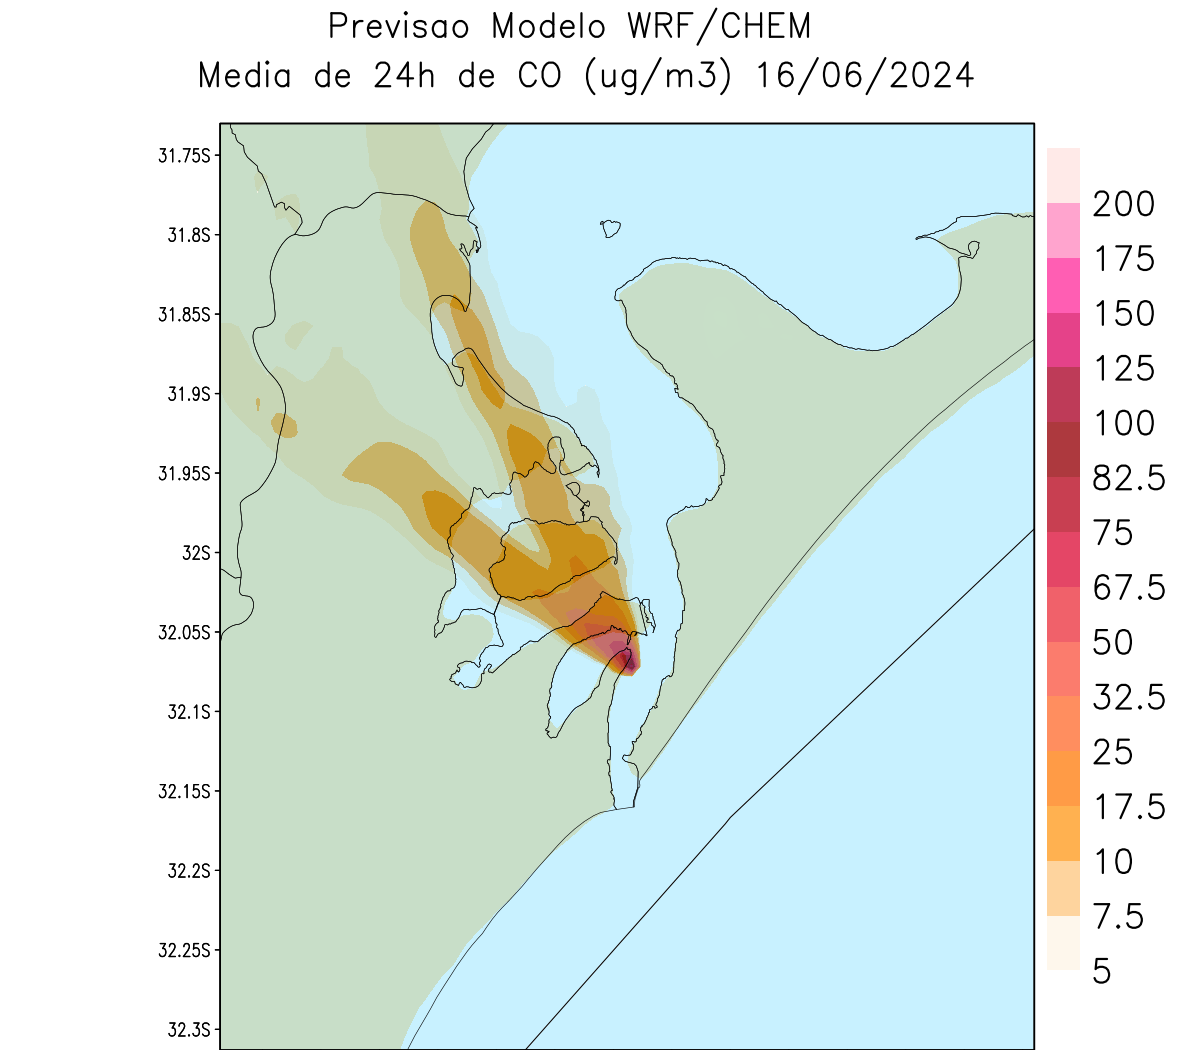 Previsao Modelo WRF/CHEM
Media de 24h de CO (ug/m3) 16/06/2024
31.75S
31.8S
31.85S
31.9S
31.95S
32S
32.05S
32.1S
32.15S
32.2S
32.25S
32.3S
200
175
150
125
100
82.5
75
67.5
50
32.5
25
17.5
10
7.5
5